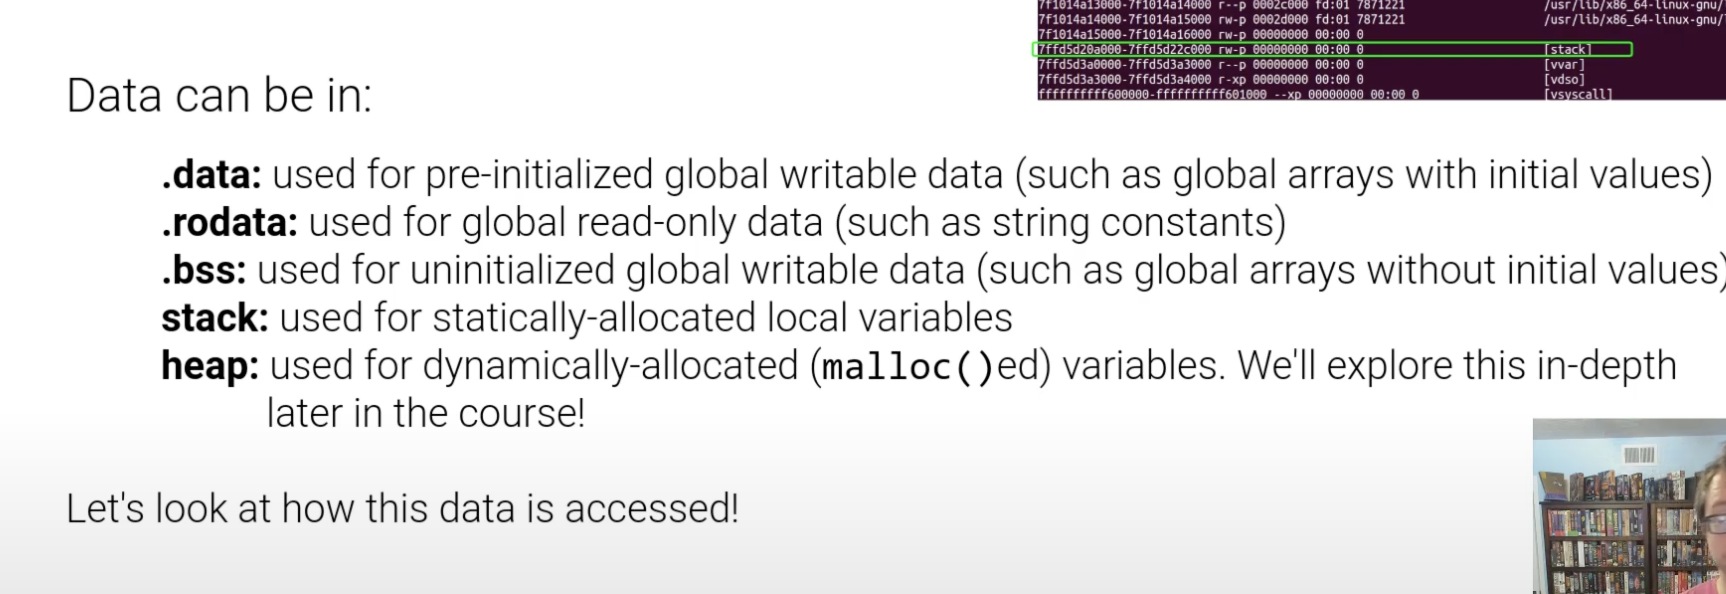 7f1014a13000-7f1014a14000 r--p 0002c000 fd:01 7871221 /usr/lib/x86_64-linux-gnu/
7f1014a14000-7f1014a15000 rw-p 0002d000 fd:01 7871221 /usr/lib/x86_64-linux-gnu/
7f1014a15000-7f1014a16000 rw-p 00000000 00:00 0
7ffd5d20a000-7ffd5d22c000 rw-p 00000000 00:00 0 [stack]
7ffd5d3a0000-7ffd5d3a3000 r--p 00000000 00:00 0 [vvar]
7ffd5d3a3000-7ffd5d3a4000 r-xp 00000000 00:00 0 [vdso]
ffffffffff600000-ffffffffff601000 --xp 00000000 00:00 0 [vsyscall]
Data can be in:
.data: used for pre-initialized global writable data (such as global arrays with initial values)
.rodata: used for global read-only data (such as string constants)
.bss: used for uninitialized global writable data (such as global arrays without initial values)
stack: used for statically-allocated local variables
heap: used for dynamically-allocated (malloc()ed) variables. We'll explore this in-depth
later in the course!
Let's look at how this data is accessed!